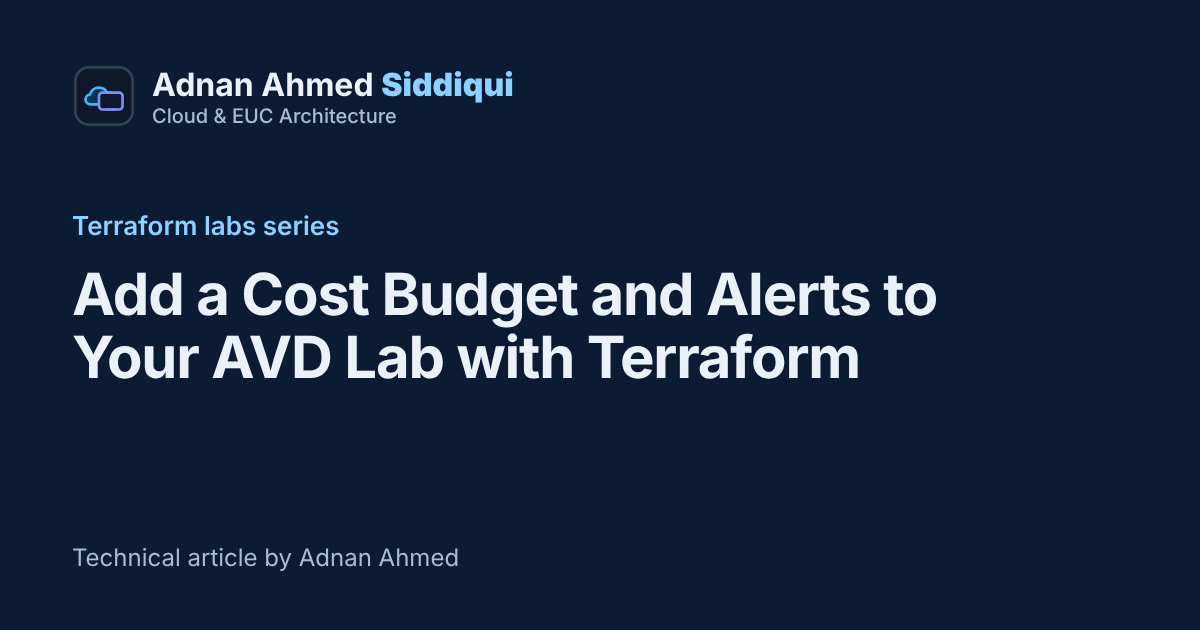 Adnan Ahmed Siddiqui
Cloud & EUC Architecture
Terraform labs series
Add a Cost Budget and Alerts to
Your AVD Lab with Terraform
Technical article by Adnan Ahmed